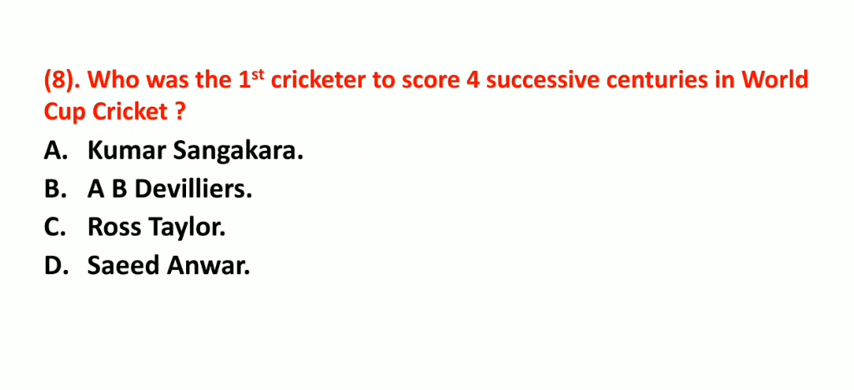 (8). Who was the 1st cricketer to score 4 successive centuries in World
Cup Cricket ?
A. Kumar Sangakara.
B. A B Devilliers.
C. Ross Taylor.
D. Saeed Anwar.